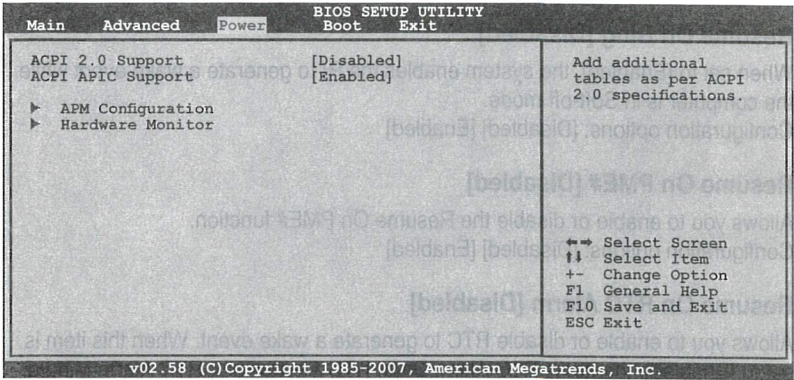 BIOS SETUP UTILITY
Main Advanced Power Boot Exit
ACPI 2.0 Support [Disabled]
ACPI APIC Support [Enabled]
▶ APM Configuration
▶ Hardware Monitor
Add additional
tables as per ACPI
2.0 specifications.
←→ Select Screen
↑↓ Select Item
+- Change Option
F1 General Help
F10 Save and Exit
ESC Exit
v02.58 (C)Copyright 1985-2007, American Megatrends, Inc.